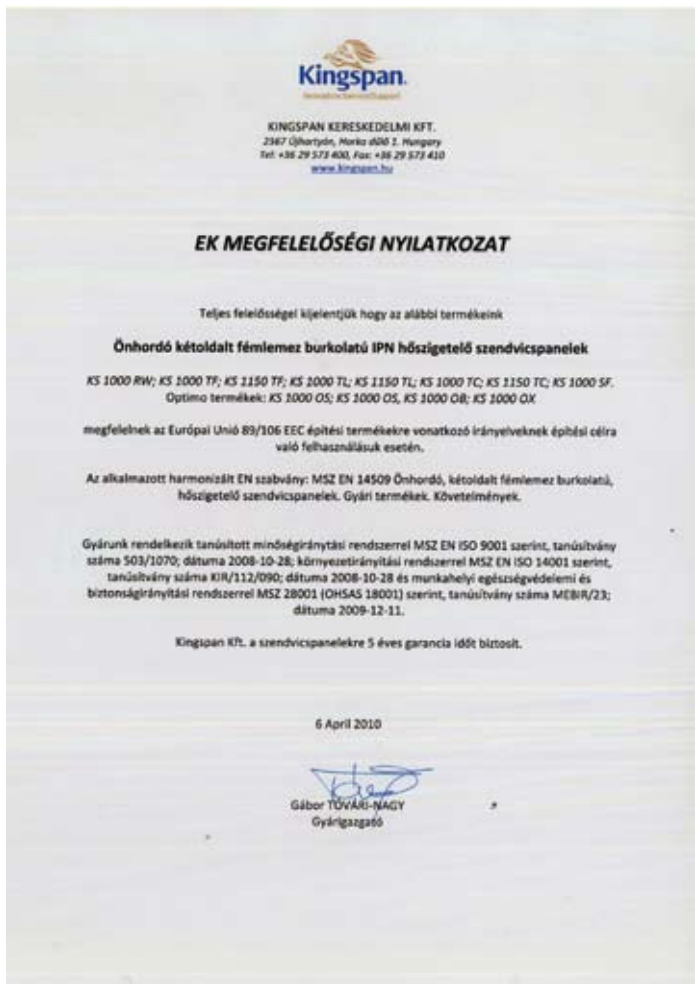 Kingspan.
KINGSPAN KERESKEDELMI KFT.
2367 Újhartyán, Horka dűlő 1. Hungary
Tel: +36 29 573 400, Fax: +36 29 573 410
www.kingspan.hu
EK MEGFELELŐSÉGI NYILATKOZAT
Teljes felelősségel kijelentjük hogy az alábbi termékeink
Önhordó kétoldalt fémlemez burkolatú IPN hőszigetelő szendvicspanelek
KS 1000 RW; KS 1000 TF; KS 1150 TF; KS 1000 TL; KS 1150 TL; KS 1000 TC; KS 1150 TC; KS 1000 SF.
Optimo termékek: KS 1000 OS; KS 1000 OS, KS 1000 OB; KS 1000 OX
megfelelnek az Európai Unió 89/106 EEC építési termékekre vonatkozó irányelveknek építési célra
való felhasználásuk esetén.
Az alkalmazott harmonizált EN szabvány: MSZ EN 14509 Önhordó, kétoldalt fémlemez burkolatú,
hőszigetelő szendvicspanelek. Gyári termékek. Követelmények.
Gyárunk rendelkezik tanúsított minőségirányítási rendszerrel MSZ EN ISO 9001 szerint, tanúsítvány
száma 503/1070; dátuma 2008-10-28; környezetirányítási rendszerrel MSZ EN ISO 14001 szerint,
tanúsítvány száma KIR/112/090; dátuma 2008-10-28 és munkahelyi egészségvédelemi és
biztonságirányítási rendszerrel MSZ 28001 (OHSAS 18001) szerint, tanúsítvány száma MEBIR/23;
dátuma 2009-12-11.
Kingspan Kft. a szendvicspanelekre 5 éves garancia időt biztosít.
6 April 2010
Gábor TÓVÁRI-NAGY
Gyárigazgató